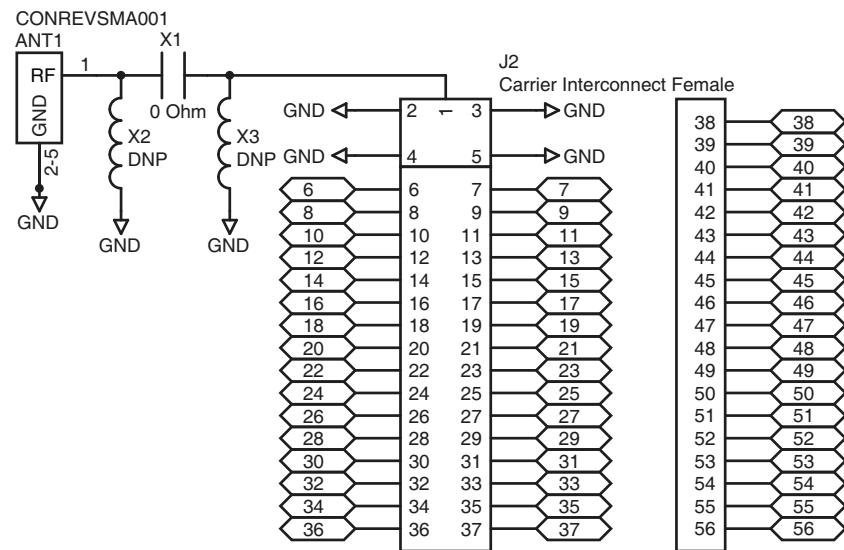 CONREVSMA001
ANT1
X1
RF
1
GND
2-5
GND
0 Ohm
X2
DNP
GND
X3
DNP
GND
J2
Carrier Interconnect Female
GND 2 1 3 GND
GND 4 5 GND
6 6 7 7
8 8 9 9
10 10 11 11
12 12 13 13
14 14 15 15
16 16 17 17
18 18 19 19
20 20 21 21
22 22 23 23
24 24 25 25
26 26 27 27
28 28 29 29
30 30 31 31
32 32 33 33
34 34 35 35
36 36 37 37
38 38
39 39
40 40
41 41
42 42
43 43
44 44
45 45
46 46
47 47
48 48
49 49
50 50
51 51
52 52
53 53
54 54
55 55
56 56